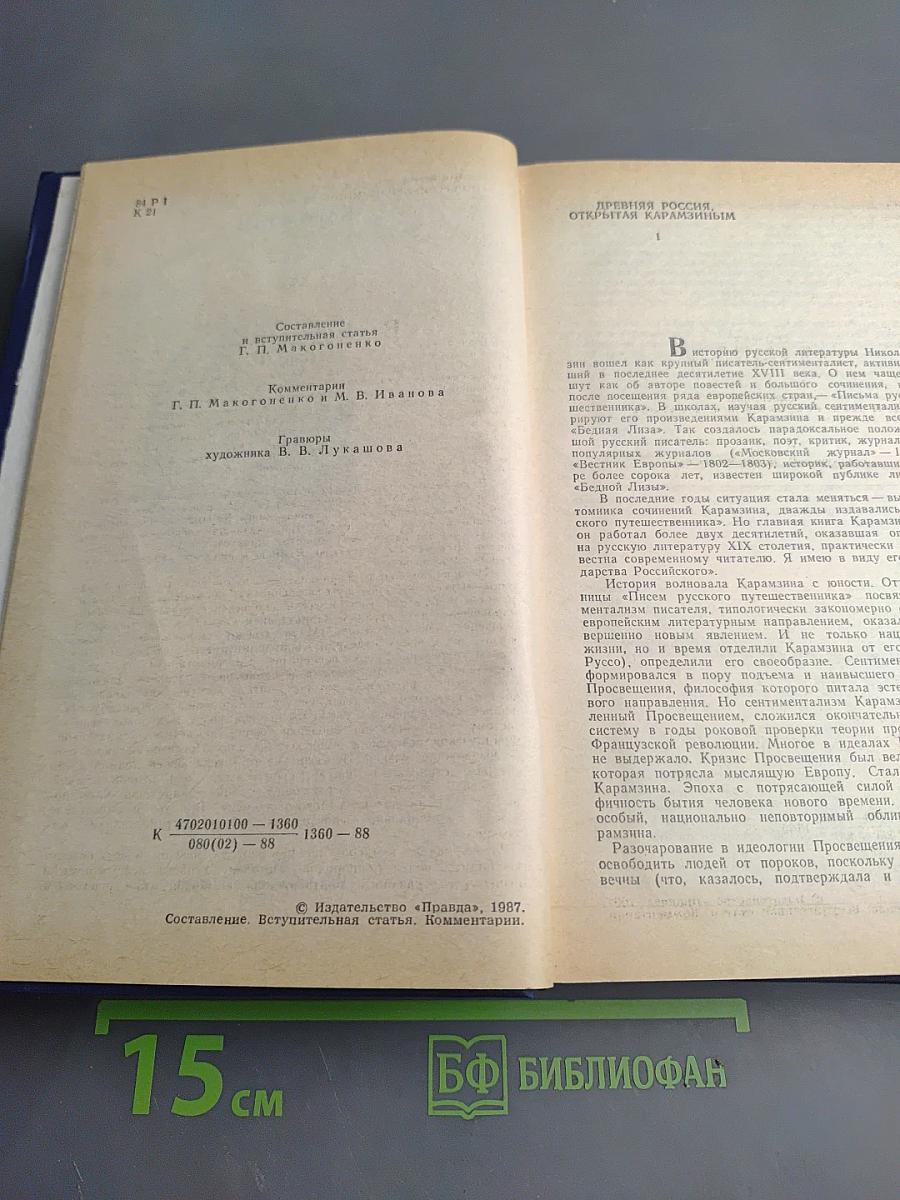 84 Р 1
К 21
Составление
и вступительная статья
Г. П. Макогоненко
Комментарии
Г. П. Макогоненко и М. В. Иванова
Гравюры
художника В. В. Лукашова
К 4702010100 — 1360
080(02) — 88
1360 — 88
© Издательство «Правда», 1987.
Составление. Вступительная статья. Комментарии.
ДРЕВНЯЯ РОССИЯ,
ОТКРЫТАЯ КАРАМЗИНЫМ
1
В историю русской литературы Никол
зин вошел как крупный писатель-сентименталист, активн
ший в последнее десятилетие XVIII века. О нем чаще
шут как об авторе повестей и большого сочинения,
после посещения ряда европейских стран,— «Письма рус
шественника». В школах, изучая русский сентиментали
рируют его произведениями Карамзина и прежде все
«Бедная Лиза». Так создалось парадоксальное полож
шой русский писатель: прозаик, поэт, критик, журнал
популярных журналов («Московский журнал» — 1
«Вестник Европы» — 1802—1803), историк, работавши
ре более сорока лет, известен широкой публике ли
«Бедной Лизы».
В последние годы ситуация стала меняться — вы
томника сочинений Карамзина, дважды издавались
ского путешественника». Но главная книга Карамзи
он работал более двух десятилетий, оказавшая ог
на русскую литературу XIX столетия, практически
вестна современному читателю. Я имею в виду ег
дарства Российского».
История волновала Карамзина с юности. От
ницы «Писем русского путешественника» посвя
ментализм писателя, типологически закономерно
европейским литературным направлением, оказал
вершенно новым явлением. И не только нац
жизни, но и время отделили Карамзина от ег
Руссо), определили его своеобразие. Сентимен
формировался в пору подъема и наивысшего
Просвещения, философия которого питала эсте
вого направления. Но сентиментализм Карамз
ленный Просвещением, сложился окончательн
систему в годы роковой проверки теории пр
Французской революции. Многое в идеалах
не выдержало. Кризис Просвещения был вел
которая потрясла мыслящую Европу. Стал
Карамзина. Эпоха с потрясающей силой
фичность бытия человека нового времени.
особый, национально неповторимый обли
рамзина.
Разочарование в идеологии Просвещения
освободить людей от пороков, поскольку
вечны (что, казалось, подтверждала и
15 см
БФ БИБЛИОФАН